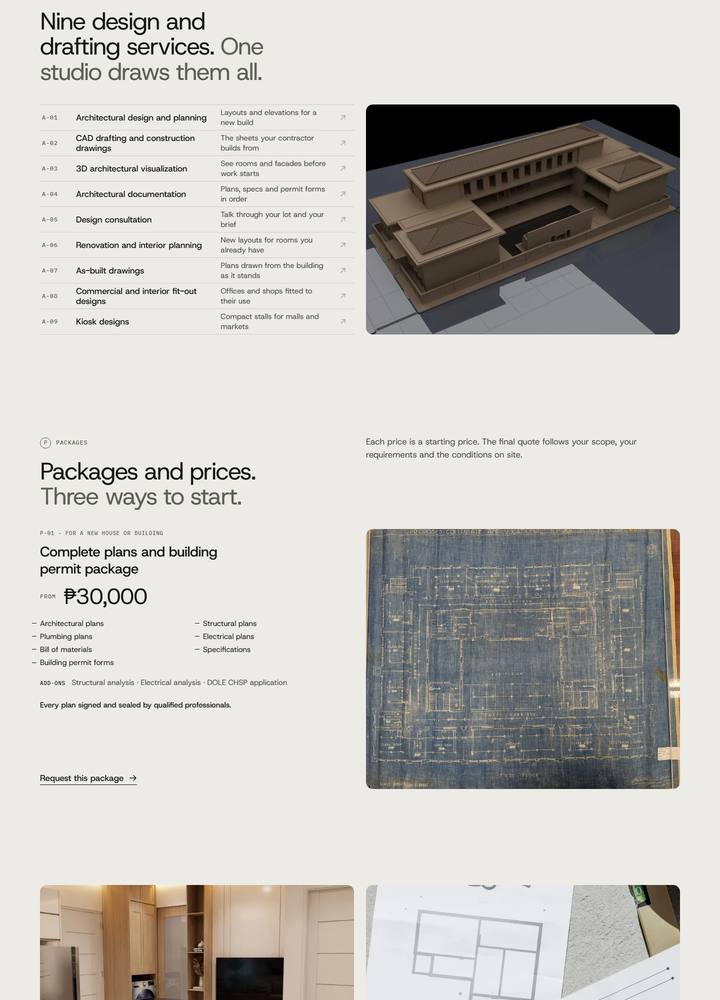 Nine design and
drafting services. One
studio draws them all.
A-01 Architectural design and planning Layouts and elevations for a
new build
A-02 CAD drafting and construction
drawings The sheets your contractor
builds from
A-03 3D architectural visualization See rooms and facades before
work starts
A-04 Architectural documentation Plans, specs and permit forms
in order
A-05 Design consultation Talk through your lot and your
brief
A-06 Renovation and interior planning New layouts for rooms you
already have
A-07 As-built drawings Plans drawn from the building
as it stands
A-08 Commercial and interior fit-out
designs Offices and shops fitted to
their use
A-09 Kiosk designs Compact stalls for malls and
markets
P PACKAGES
Packages and prices.
Three ways to start.
Each price is a starting price. The final quote follows your scope, your
requirements and the conditions on site.
P-01 - FOR A NEW HOUSE OR BUILDING
Complete plans and building
permit package
FROM ₱30,000
— Architectural plans
— Structural plans
— Plumbing plans
— Electrical plans
— Bill of materials
— Specifications
— Building permit forms
ADD-ONS Structural analysis · Electrical analysis · DOLE CHSP application
Every plan signed and sealed by qualified professionals.
Request this package →